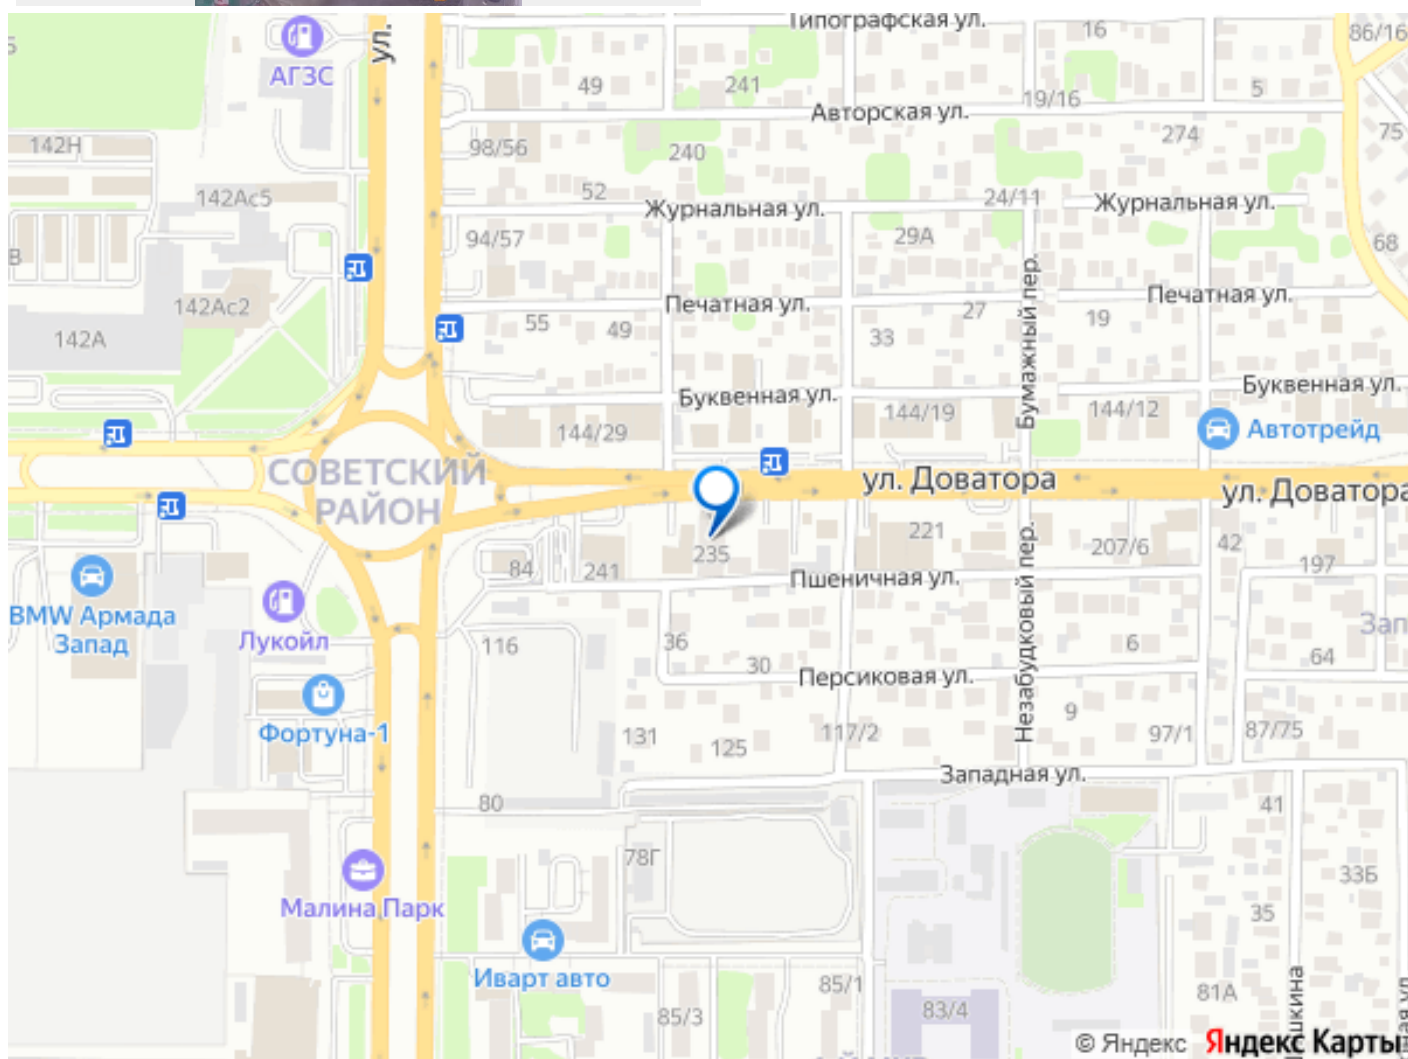 Типографская ул.
16
86/16
ул.
АГЗС
49
241
19/16
5
Авторская ул.
75
142Н
98/56
240
274
142Ас5
52
24/11
Журнальная ул.
Журнальная ул.
94/57
29А
68
В
142Ас2
Печатная ул.
Печатная ул.
27
Бумажный пер.
19
55
49
33
142А
Буквенная ул.
Буквенная ул.
144/29
144/19
144/12
Автотрейд
СОВЕТСКИЙ
РАЙОН
ул. Доватора
ул. Доватора
221
207/6
42
197
235
84
241
Пшеничная ул.
Незабудковый пер.
BMW Армада
Запад
Лукойл
116
36
30
6
Зап
64
Персиковая ул.
9
Фортуна-1
131
125
117/2
97/1
87/75
Западная ул.
80
41
78Г
33Б
Малина Парк
35
Иварт авто
85/1
85/3
83/4
81А
© Яндекс Яндекс Карты